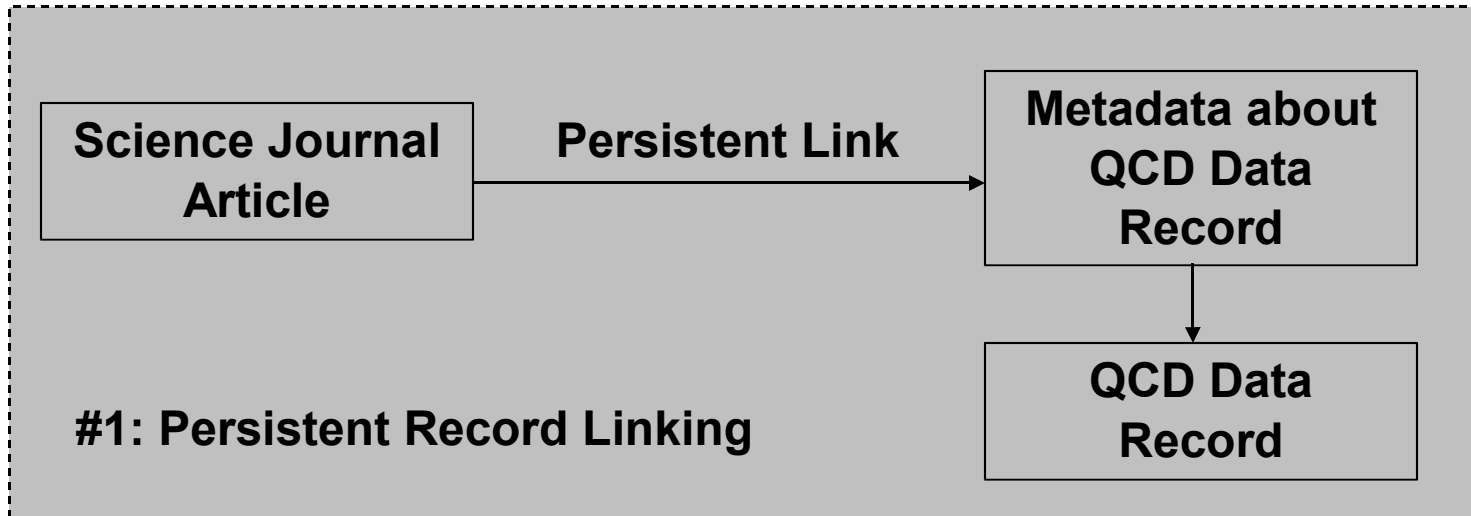 Science Journal
Article
Persistent Link
Metadata about
QCD Data
Record
QCD Data
Record
#1: Persistent Record Linking